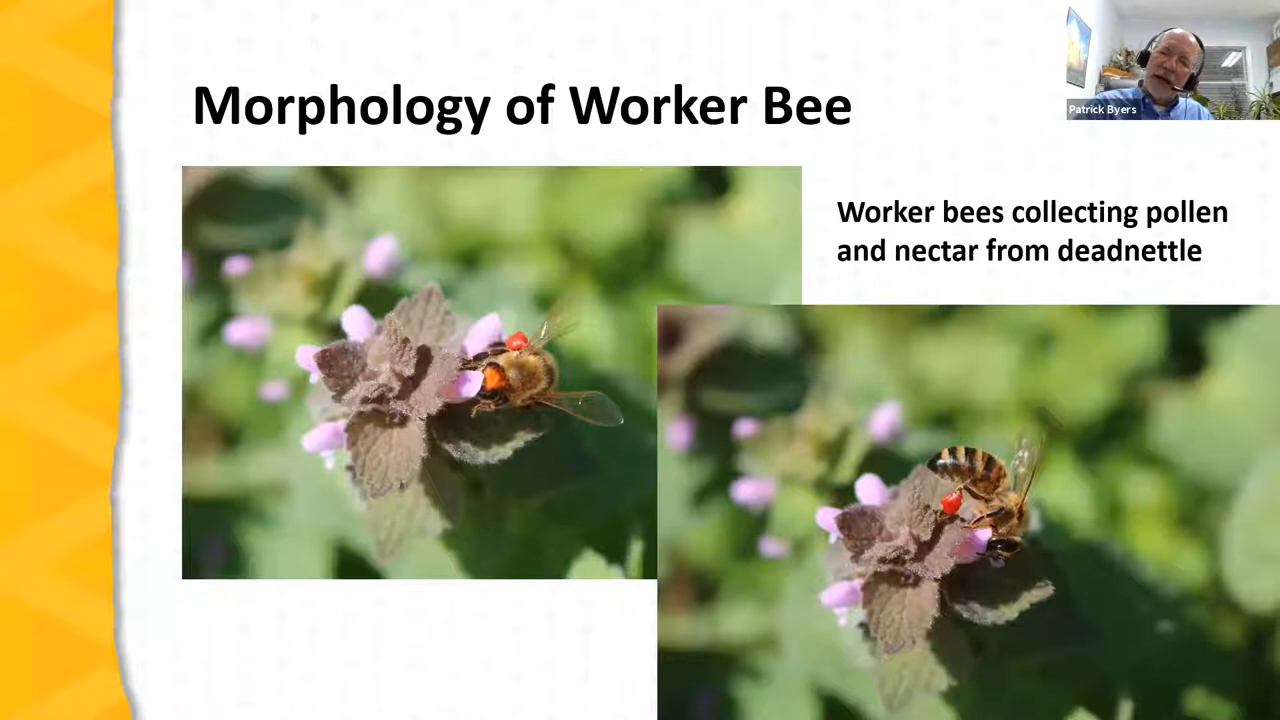 Morphology of Worker Bee
Patrick Byers
Worker bees collecting pollen
and nectar from deadnettle